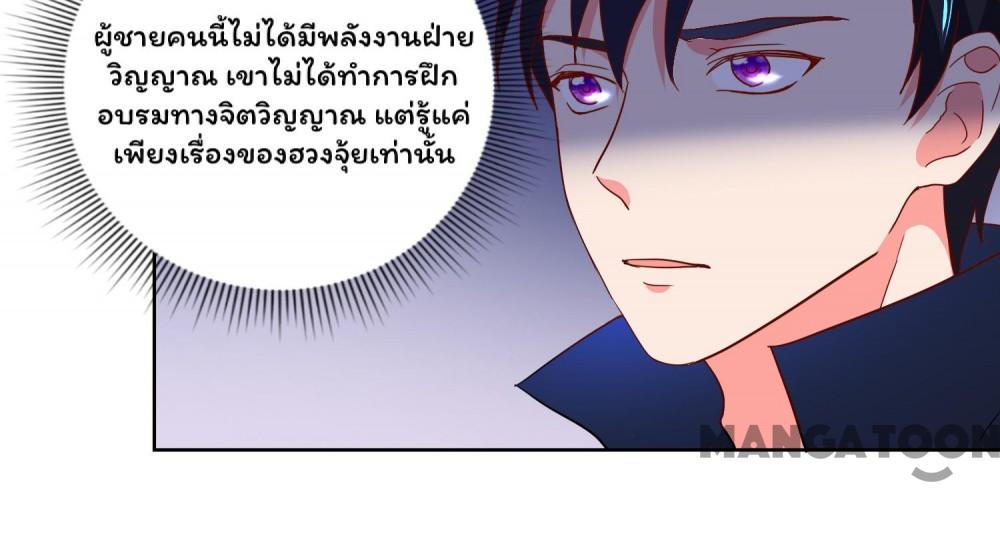 ผู้ชายคนนี้ไม่ได้มีพลังงานฝ่าย
วิญญาณ เขาไม่ได้ทำการฝึก
อบรมทางจิตวิญญาณ แต่รู้แค่
เพียงเรื่องของฮวงจุ้ยเท่านั้น
MANGATOON